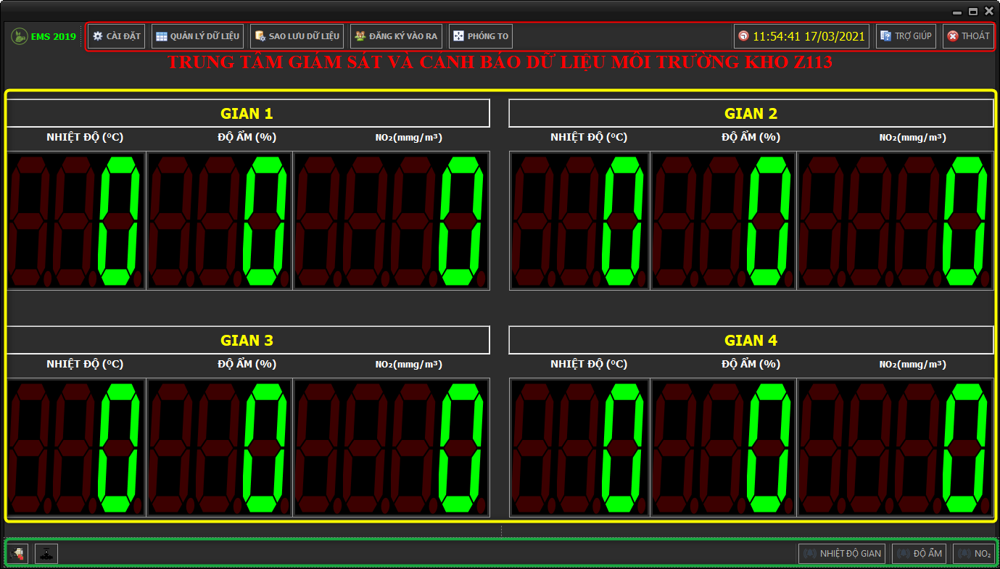 EMS 2019 CÀI ĐẶT QUẢN LÝ DỮ LIỆU SAO LƯU DỮ LIỆU ĐĂNG KÝ VÀO RA PHÓNG TO 11:54:41 17/03/2021 TRỢ GIÚP THOÁT
TRUNG TÂM GIÁM SÁT VÀ CẢNH BÁO DỮ LIỆU MÔI TRƯỜNG KHO Z113
GIAN 1
NHIỆT ĐỘ (°C) ĐỘ ẨM (%) NO₂(mmg/m³)
0 0 0
GIAN 2
NHIỆT ĐỘ (°C) ĐỘ ẨM (%) NO₂(mmg/m³)
0 0 0
GIAN 3
NHIỆT ĐỘ (°C) ĐỘ ẨM (%) NO₂(mmg/m³)
0 0 0
GIAN 4
NHIỆT ĐỘ (°C) ĐỘ ẨM (%) NO₂(mmg/m³)
0 0 0
NHIỆT ĐỘ GIAN ĐỘ ẨM NO₂